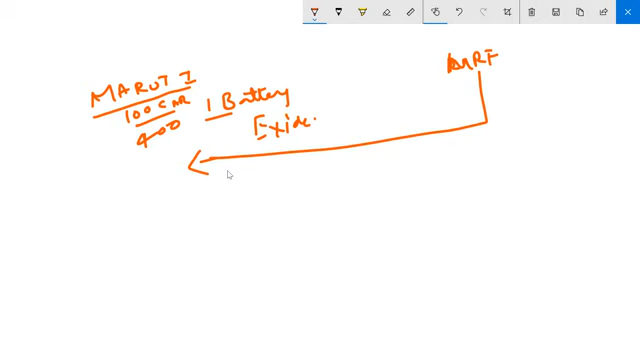 MARUTI
100 CAR
400
1 Battery
Exide.
MRF